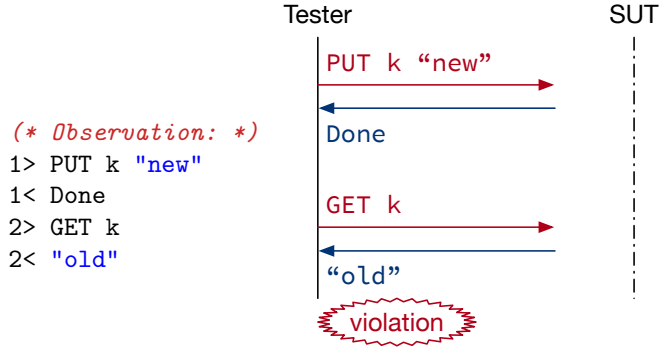 Tester SUT
PUT k “new”
Done
(* Observation: *)
1> PUT k "new"
1< Done
2> GET k
2< "old"
GET k
“old”
violation